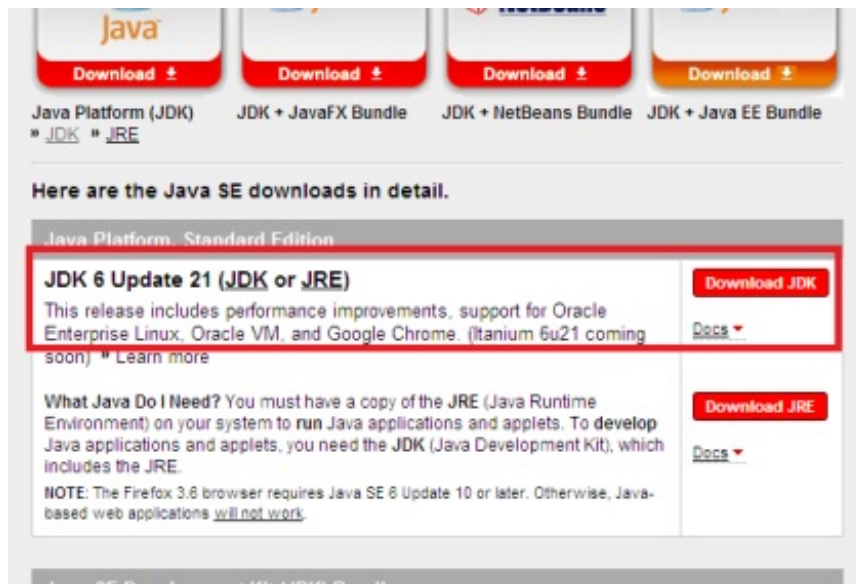 Java
NetBeans
Download
Download
Download
Download
Java Platform (JDK)
» JDK » JRE
JDK + JavaFX Bundle
JDK + NetBeans Bundle
JDK + Java EE Bundle
Here are the Java SE downloads in detail.
Java Platform, Standard Edition
JDK 6 Update 21 (JDK or JRE)
This release includes performance improvements, support for Oracle
Enterprise Linux, Oracle VM, and Google Chrome. (Itanium 6u21 coming
soon) » Learn more
Download JDK
Docs
What Java Do I Need? You must have a copy of the JRE (Java Runtime
Environment) on your system to run Java applications and applets. To develop
Java applications and applets, you need the JDK (Java Development Kit), which
includes the JRE.
NOTE: The Firefox 3.6 browser requires Java SE 6 Update 10 or later. Otherwise, Java-
based web applications will not work.
Download JRE
Docs